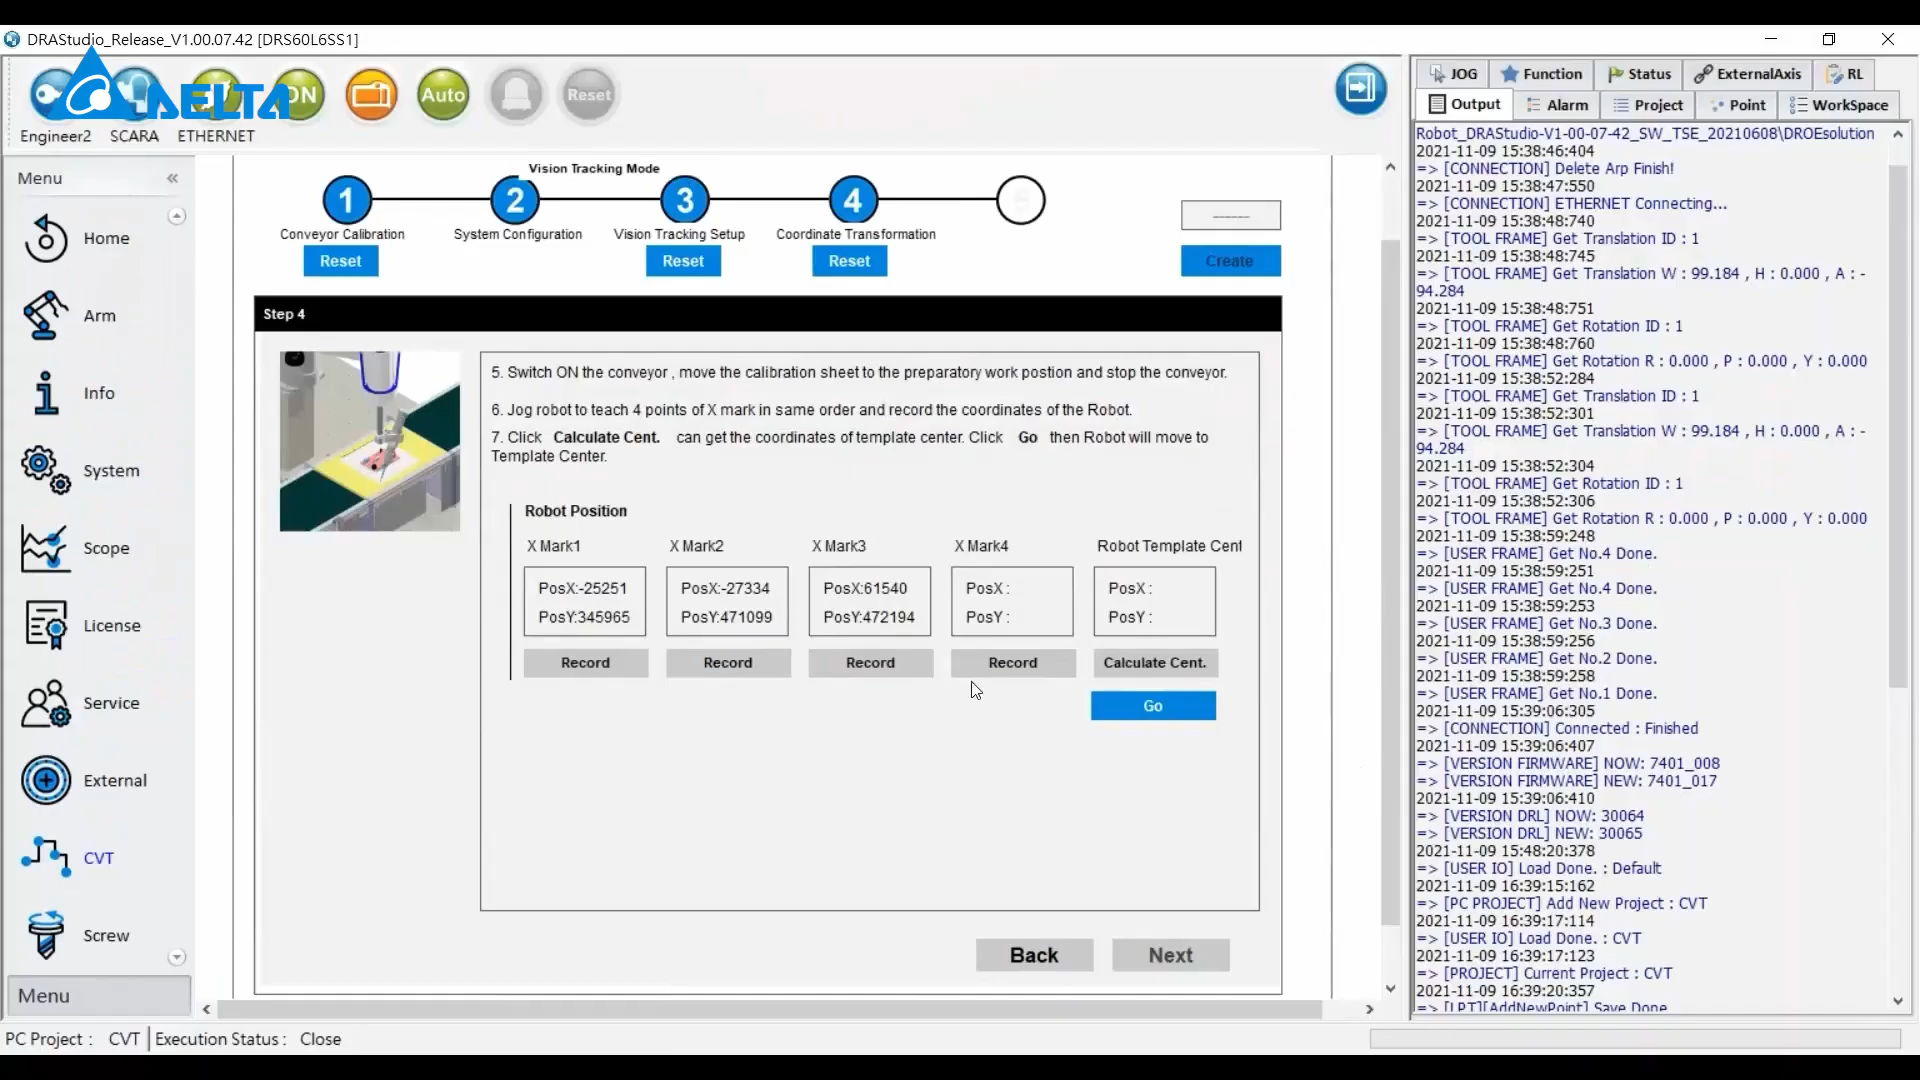 DRAStudio_Release_V1.00.07.42 [DRS60L6SS1]
DELTA
ON
Auto
Reset
Engineer2
SCARA
ETHERNET
Menu
Home
Arm
Info
System
Scope
License
Service
External
CVT
Screw
Menu
Vision Tracking Mode
1
2
3
4
Conveyor Calibration
System Configuration
Vision Tracking Setup
Coordinate Transformation
Reset
Reset
Reset
------
Create
Step 4
5. Switch ON the conveyor , move the calibration sheet to the preparatory work postion and stop the conveyor.
6. Jog robot to teach 4 points of X mark in same order and record the coordinates of the Robot.
7. Click Calculate Cent. can get the coordinates of template center. Click Go then Robot will move to
Template Center.
Robot Position
X Mark1
X Mark2
X Mark3
X Mark4
Robot Template Cent
PosX:-25251
PosX:-27334
PosX:61540
PosX :
PosX :
PosY:345965
PosY:471099
PosY:472194
PosY :
PosY :
Record
Record
Record
Record
Calculate Cent.
Go
Back
Next
JOG
Function
Status
ExternalAxis
RL
Output
Alarm
Project
Point
WorkSpace
Robot_DRAStudio-V1-00-07-42_SW_TSE_20210608\DROEsolution
2021-11-09 15:38:46:404
=> [CONNECTION] Delete Arp Finish!
2021-11-09 15:38:47:550
=> [CONNECTION] ETHERNET Connecting...
2021-11-09 15:38:48:740
=> [TOOL FRAME] Get Translation ID : 1
2021-11-09 15:38:48:745
=> [TOOL FRAME] Get Translation W : 99.184 , H : 0.000 , A : -
94.284
2021-11-09 15:38:48:751
=> [TOOL FRAME] Get Rotation ID : 1
2021-11-09 15:38:48:760
=> [TOOL FRAME] Get Rotation R : 0.000 , P : 0.000 , Y : 0.000
2021-11-09 15:38:52:284
=> [TOOL FRAME] Get Translation ID : 1
2021-11-09 15:38:52:301
=> [TOOL FRAME] Get Translation W : 99.184 , H : 0.000 , A : -
94.284
2021-11-09 15:38:52:304
=> [TOOL FRAME] Get Rotation ID : 1
2021-11-09 15:38:52:306
=> [TOOL FRAME] Get Rotation R : 0.000 , P : 0.000 , Y : 0.000
2021-11-09 15:38:59:248
=> [USER FRAME] Get No.4 Done.
2021-11-09 15:38:59:251
=> [USER FRAME] Get No.4 Done.
2021-11-09 15:38:59:253
=> [USER FRAME] Get No.3 Done.
2021-11-09 15:38:59:256
=> [USER FRAME] Get No.2 Done.
2021-11-09 15:38:59:258
=> [USER FRAME] Get No.1 Done.
2021-11-09 15:39:06:305
=> [CONNECTION] Connected : Finished
2021-11-09 15:39:06:407
=> [VERSION FIRMWARE] NOW: 7401_008
=> [VERSION FIRMWARE] NEW: 7401_017
2021-11-09 15:39:06:410
=> [VERSION DRL] NOW: 30064
=> [VERSION DRL] NEW: 30065
2021-11-09 15:48:20:378
=> [USER IO] Load Done. : Default
2021-11-09 16:39:15:162
=> [PC PROJECT] Add New Project : CVT
2021-11-09 16:39:17:114
=> [USER IO] Load Done. : CVT
2021-11-09 16:39:17:123
=> [PROJECT] Current Project : CVT
2021-11-09 16:39:20:357
=> [LPT][AddNewPoint] Save Done
PC Project : CVT
Execution Status : Close